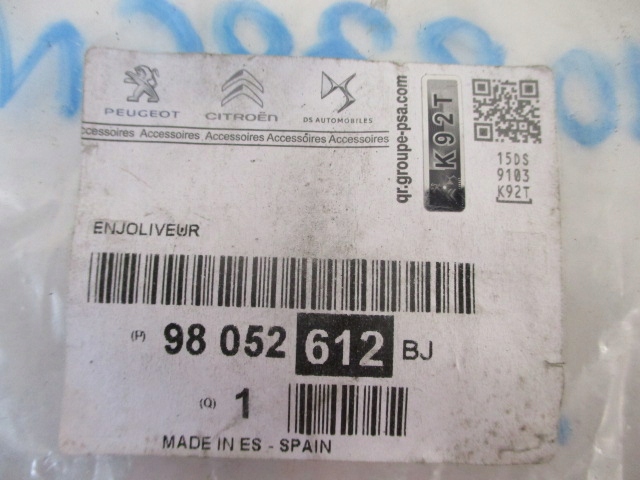 PEUGEOT CITROËN DS AUTOMOBILES
ccessoires Accessoires Accessoires Accessoires Accessoires
qr.groupe-psa.com
K92T
15DS
9103
K92T
ENJOLIVEUR
(P) 98 052 612 BJ
(Q) 1
MADE IN ES - SPAIN